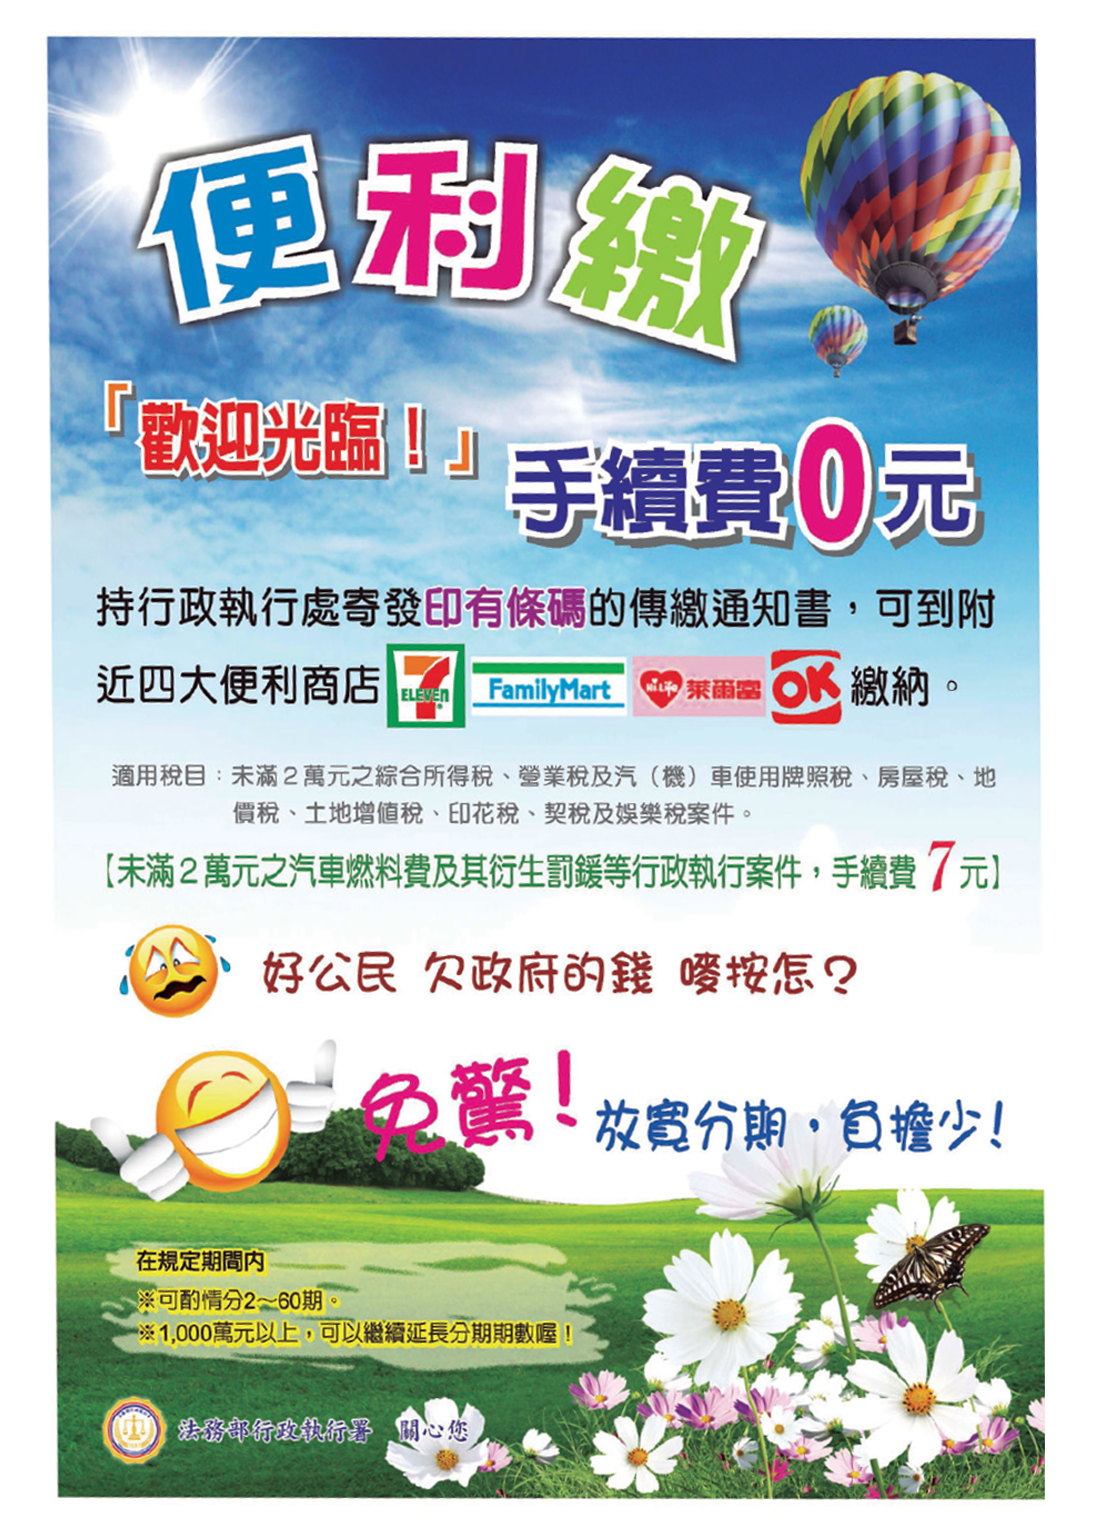 便利繳
「歡迎光臨！」
手續費0元
持行政執行處寄發印有條碼的傳繳通知書，可到附
近四大便利商店 7 ELEVEN FamilyMart Hi Life 萊爾富 OK 繳納。
適用稅目：未滿2萬元之綜合所得稅、營業稅及汽（機）車使用牌照稅、房屋稅、地
價稅、土地增值稅、印花稅、契稅及娛樂稅案件。
【未滿2萬元之汽車燃料費及其衍生罰鍰等行政執行案件，手續費7元】
好公民 欠政府的錢 嘜按怎？
免驚！放寬分期，負擔少！
在規定期間內
※可酌情分2～60期。
※1,000萬元以上，可以繼續延長分期期數喔！
法務部行政執行署 關心您